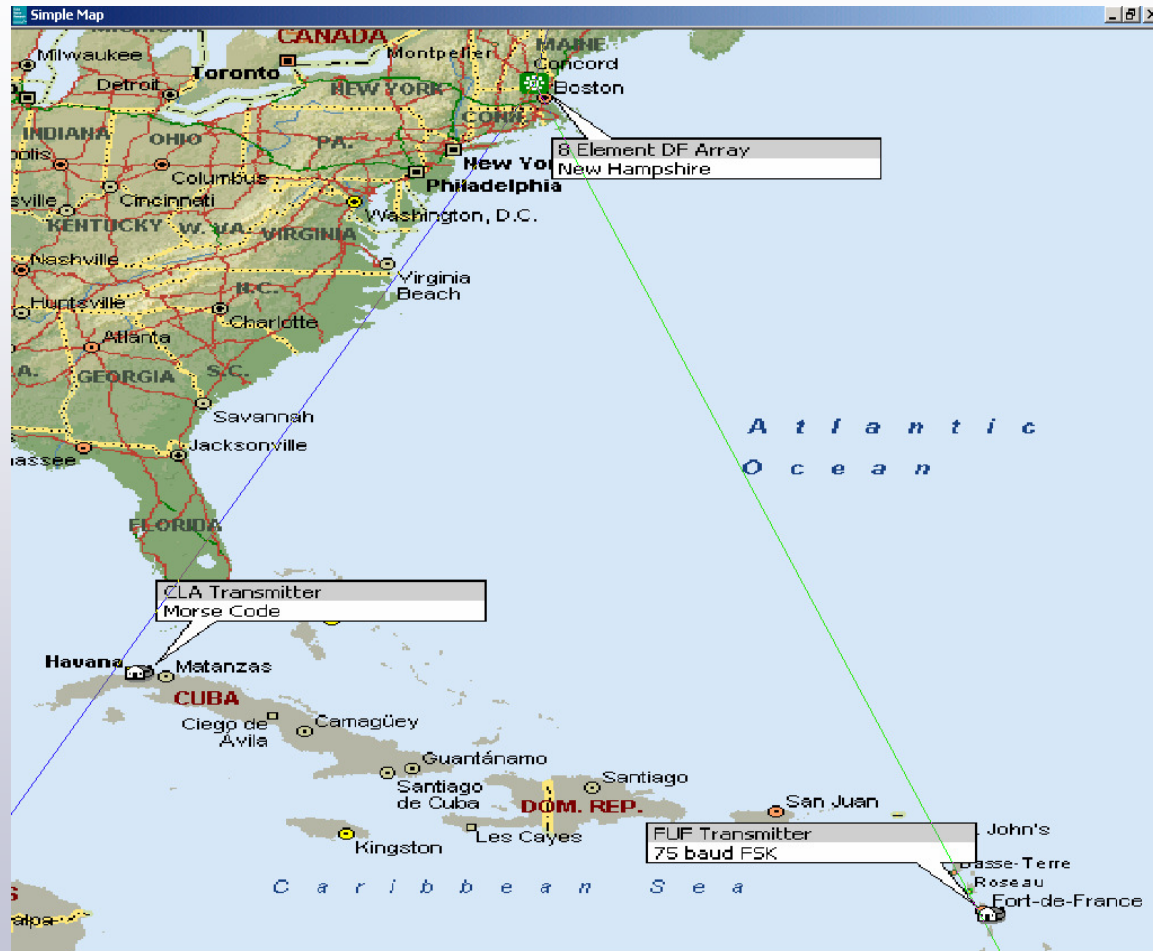 Simple Map
CANADA
Milwaukee
Toronto
Montpelier
MAINE
Concord
Detroit
NEW YORK
Boston
CONN.
INDIANA
OHIO
PA.
8 Element DF Array
New Hampshire
New Yo
Columbus
Philadelphia
Cincinnati
Washington, D.C.
KENTUCKY
W. VA.
VIRGINIA
Nashville
Virginia
Beach
N.C.
Huntsville
Charlotte
Atlanta
GEORGIA
S.C.
Savannah
Jacksonville
Atlantic
Ocean
FLORIDA
CLA Transmitter
Morse Code
Havana
Matanzas
CUBA
Ciego de
Ávila
Camagüey
Guantánamo
Santiago
de Cuba
Santiago
DOM. REP.
San Juan
Les Cayes
Kingston
FUF Transmitter
75 baud FSK
John's
Basse-Terre
Roseau
Fort-de-France
Caribbean Sea